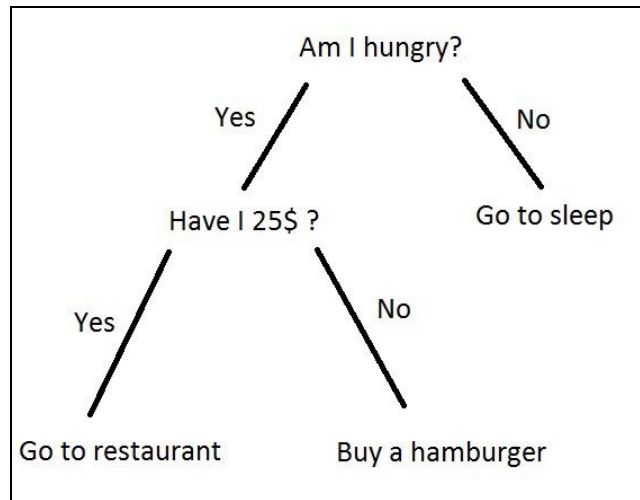 Am I hungry?
Yes
No
Have I 25$ ?
Go to sleep
Yes
No
Go to restaurant
Buy a hamburger